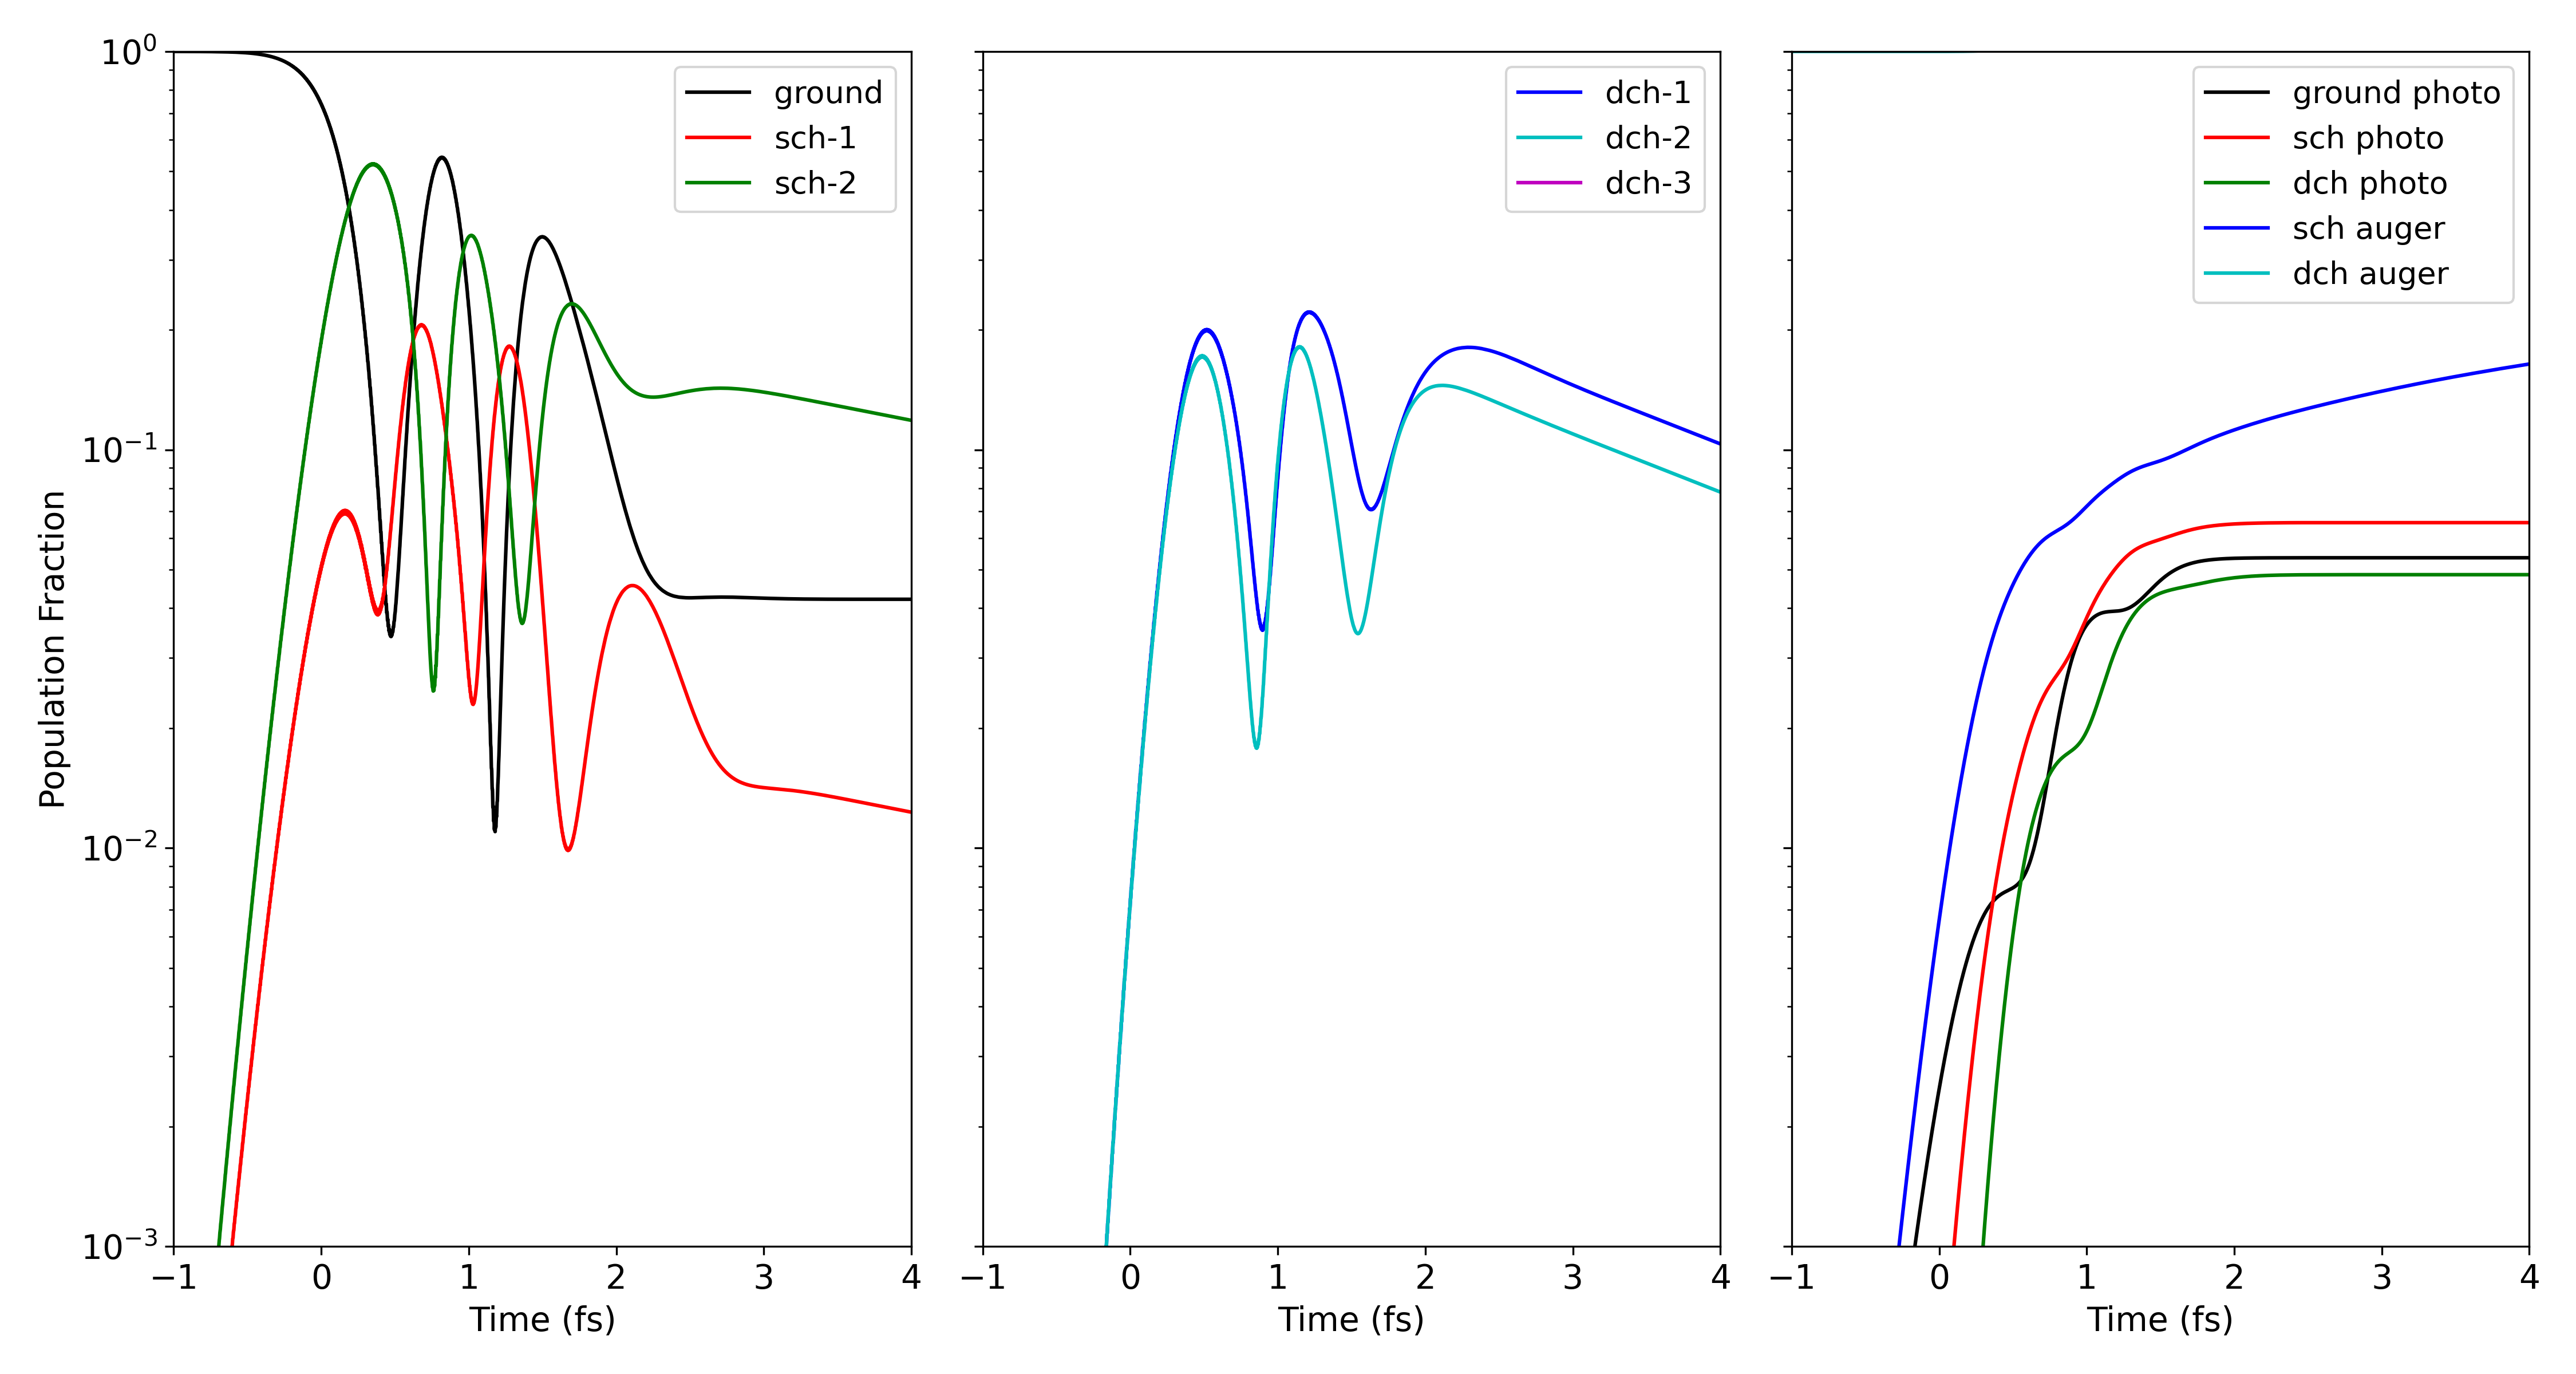 Population Fraction
10⁰
10⁻¹
10⁻²
10⁻³
ground
sch-1
sch-2
−1 0 1 2 3 4
Time (fs)
dch-1
dch-2
dch-3
−1 0 1 2 3 4
Time (fs)
ground photo
sch photo
dch photo
sch auger
dch auger
−1 0 1 2 3 4
Time (fs)